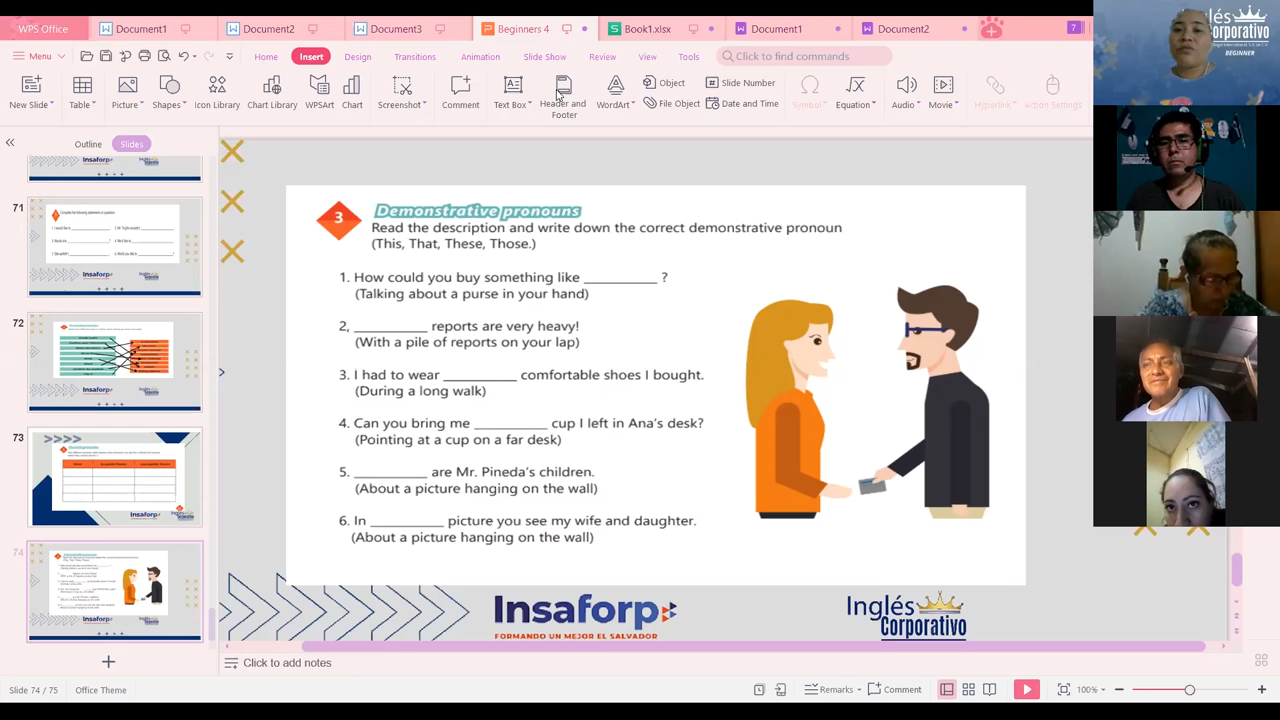 WPS Office Document1 Document2 Document3 Beginners 4 Book1.xlsx Document1 Document2 7
Menu Home Insert Design Transitions Animation Slide Show Review View Tools Click to find commands
New Slide Table Picture Shapes Icon Library Chart Library WPSArt Chart Screenshot Comment Text Box Header and Footer WordArt Object File Object Slide Number Date and Time Symbol Equation Audio Movie Hyperlink Action Settings
Inglés
Corporativo
BEGINNER
Outline Slides
71
72
73
74
3
Demonstrative pronouns
Read the description and write down the correct demonstrative pronoun
(This, That, These, Those.)
1. How could you buy something like __________ ?
(Talking about a purse in your hand)
2, __________ reports are very heavy!
(With a pile of reports on your lap)
3. I had to wear __________ comfortable shoes I bought.
(During a long walk)
4. Can you bring me __________ cup I left in Ana's desk?
(Pointing at a cup on a far desk)
5. __________ are Mr. Pineda's children.
(About a picture hanging on the wall)
6. In __________ picture you see my wife and daughter.
(About a picture hanging on the wall)
Insaforp
FORMANDO UN MEJOR EL SALVADOR
Inglés
Corporativo
Click to add notes
Slide 74 / 75 Office Theme Remarks Comment 100%